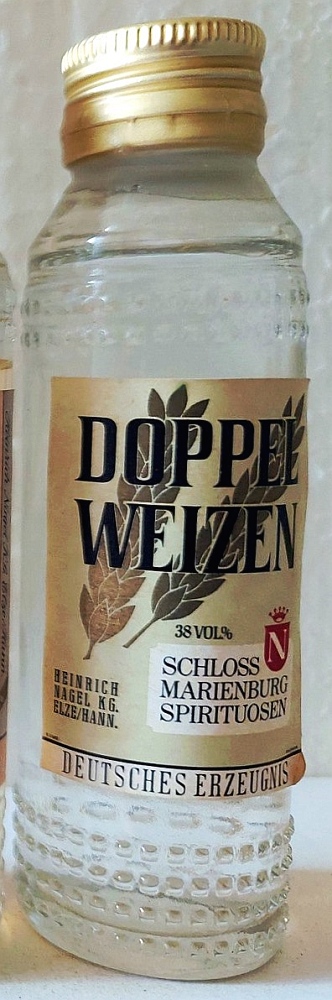 DOPPEL
WEIZEN
38 VOL%
N
SCHLOSS
MARIENBURG
SPIRITUOSEN
HEINRICH
NAGEL KG.
ELZE/HANN.
DEUTSCHES ERZEUGNIS